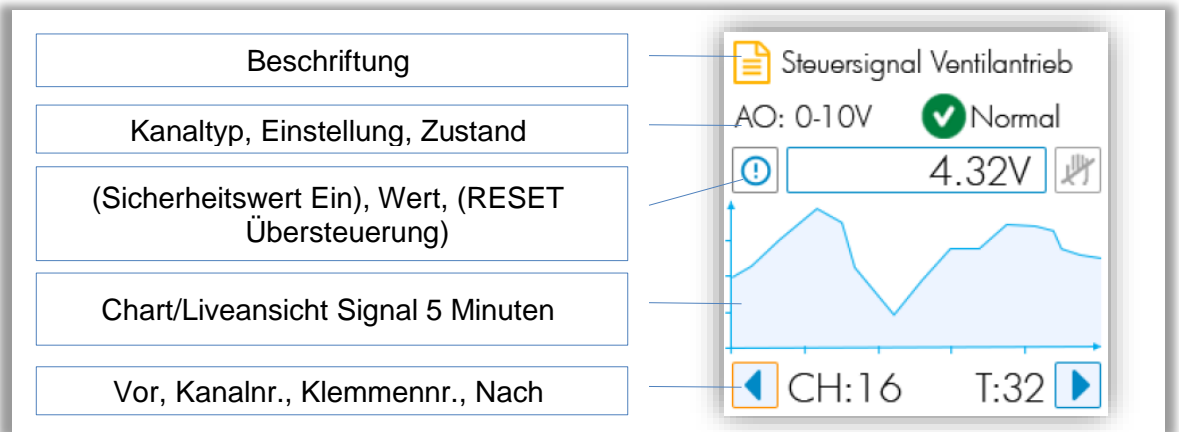 Beschriftung
Steuersignal Ventilantrieb
Kanaltyp, Einstellung, Zustand
AO: 0-10V Normal
(Sicherheitswert Ein), Wert, (RESET
Übersteuerung)
4.32V
Chart/Liveansicht Signal 5 Minuten
Vor, Kanalnr., Klemmennr., Nach
CH:16 T:32